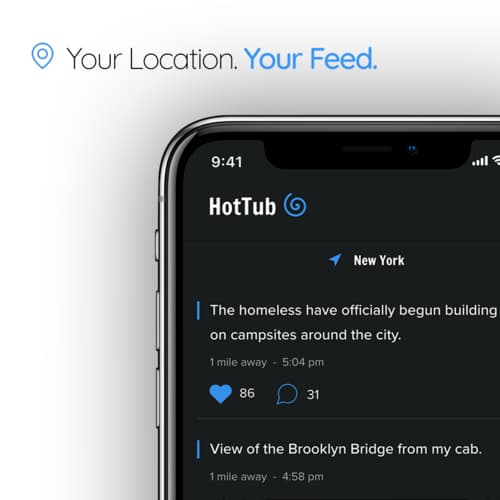 Your Location. Your Feed.
9:41
HotTub
New York
The homeless have officially begun building
on campsites around the city.
1 mile away - 5:04 pm
86 31
View of the Brooklyn Bridge from my cab.
1 mile away - 4:58 pm